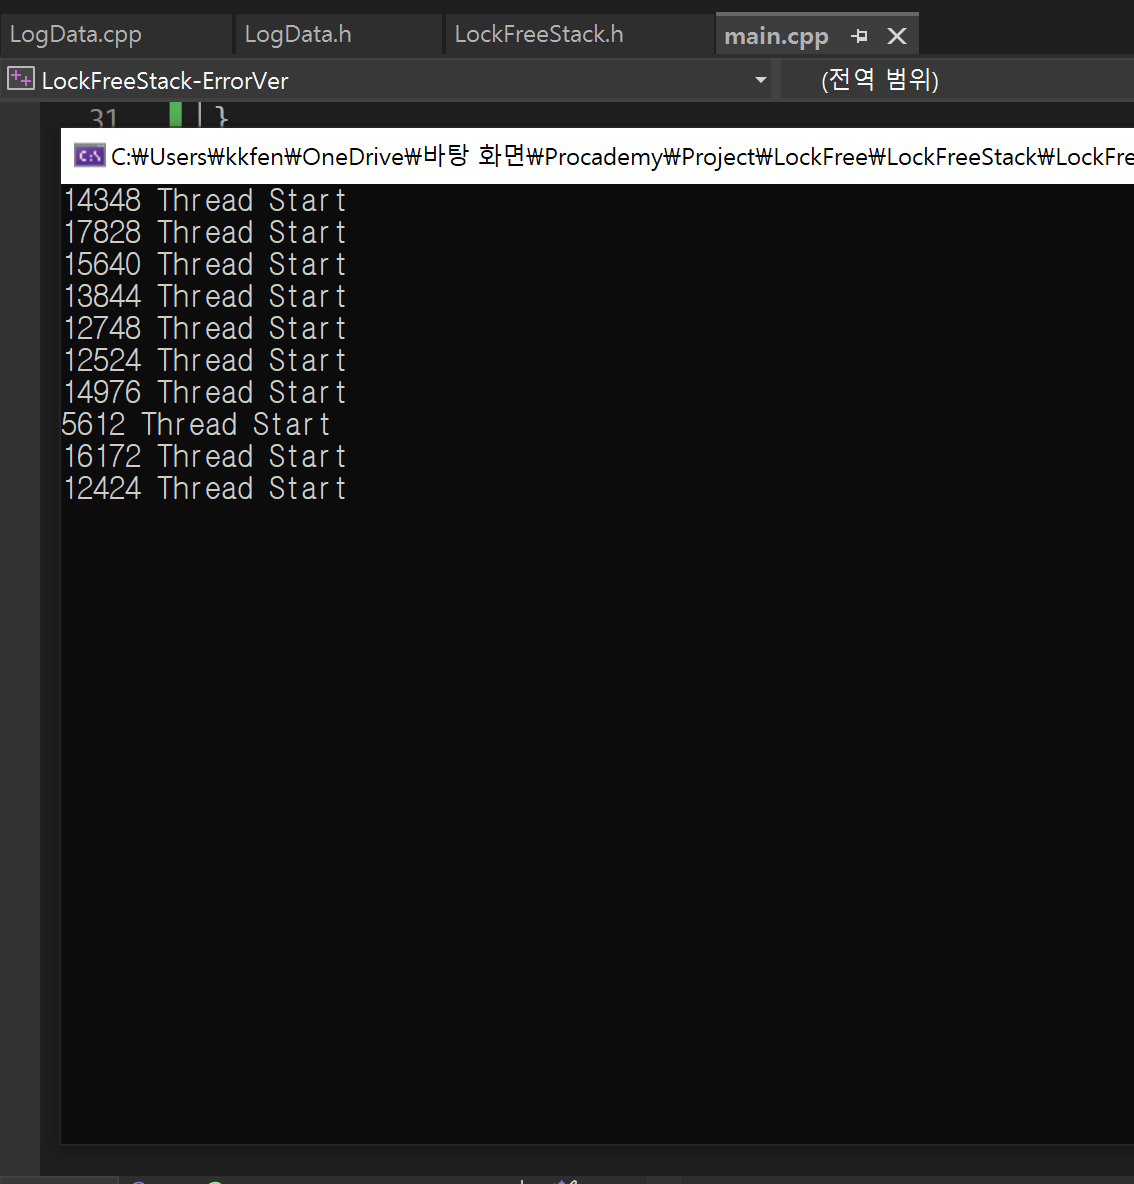 LogData.cpp LogData.h LockFreeStack.h main.cpp
LockFreeStack-ErrorVer (전역 범위)
31 }
C:₩Users₩kkfen₩OneDrive₩바탕 화면₩Procademy₩Project₩LockFree₩LockFreeStack₩LockFre
14348 Thread Start
17828 Thread Start
15640 Thread Start
13844 Thread Start
12748 Thread Start
12524 Thread Start
14976 Thread Start
5612 Thread Start
16172 Thread Start
12424 Thread Start